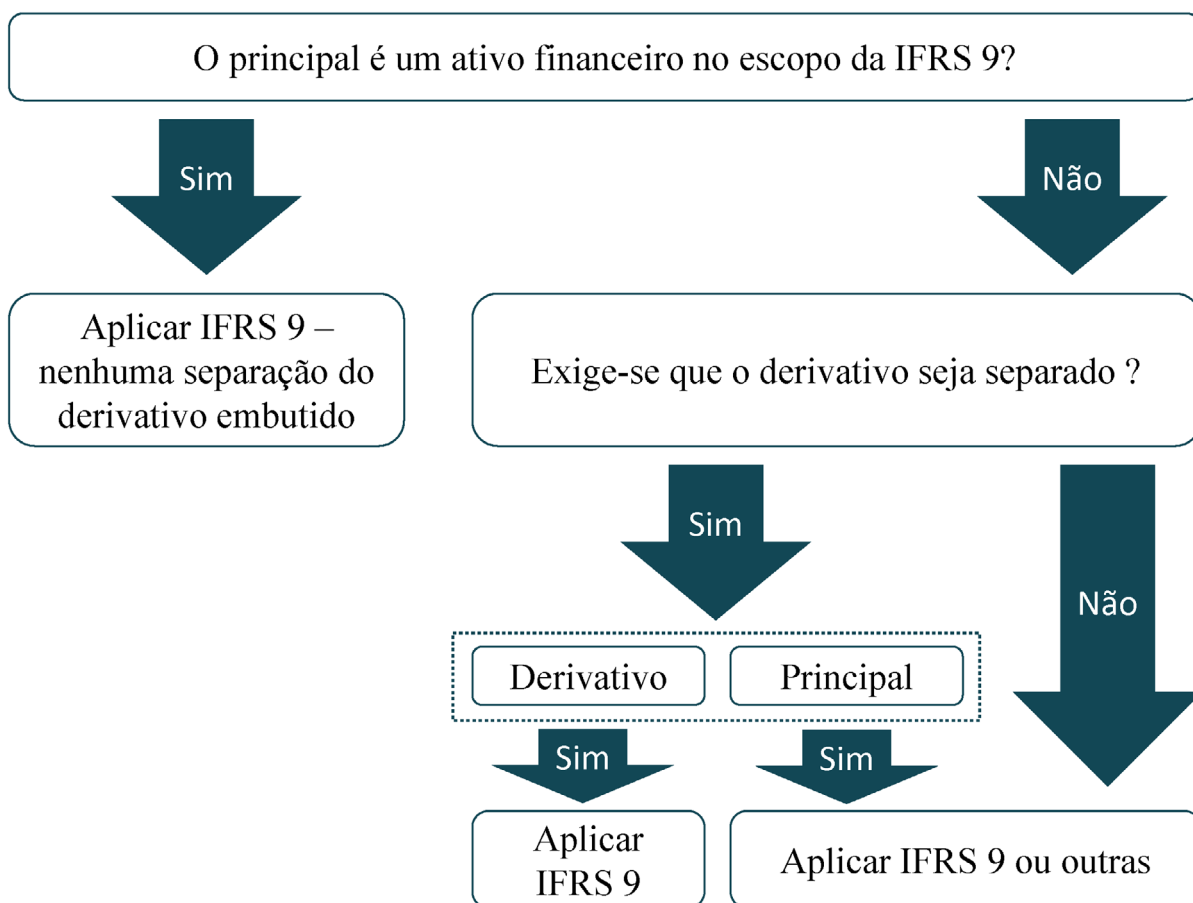 O principal é um ativo financeiro no escopo da IFRS 9?
Sim
Não
Aplicar IFRS 9 –
nenhuma separação do
derivativo embutido
Exige-se que o derivativo seja separado ?
Sim
Não
Derivativo
Principal
Sim
Sim
Aplicar
IFRS 9
Aplicar IFRS 9 ou outras